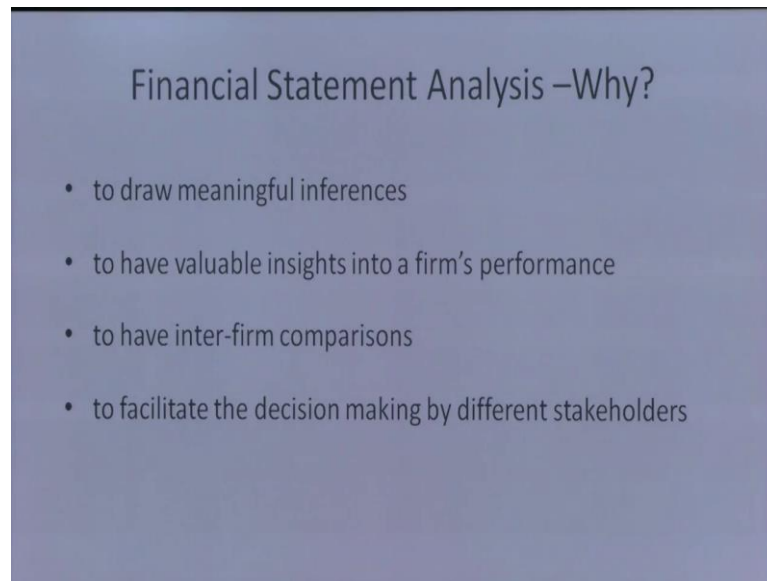 Financial Statement Analysis –Why?
• to draw meaningful inferences
• to have valuable insights into a firm's performance
• to have inter-firm comparisons
• to facilitate the decision making by different stakeholders